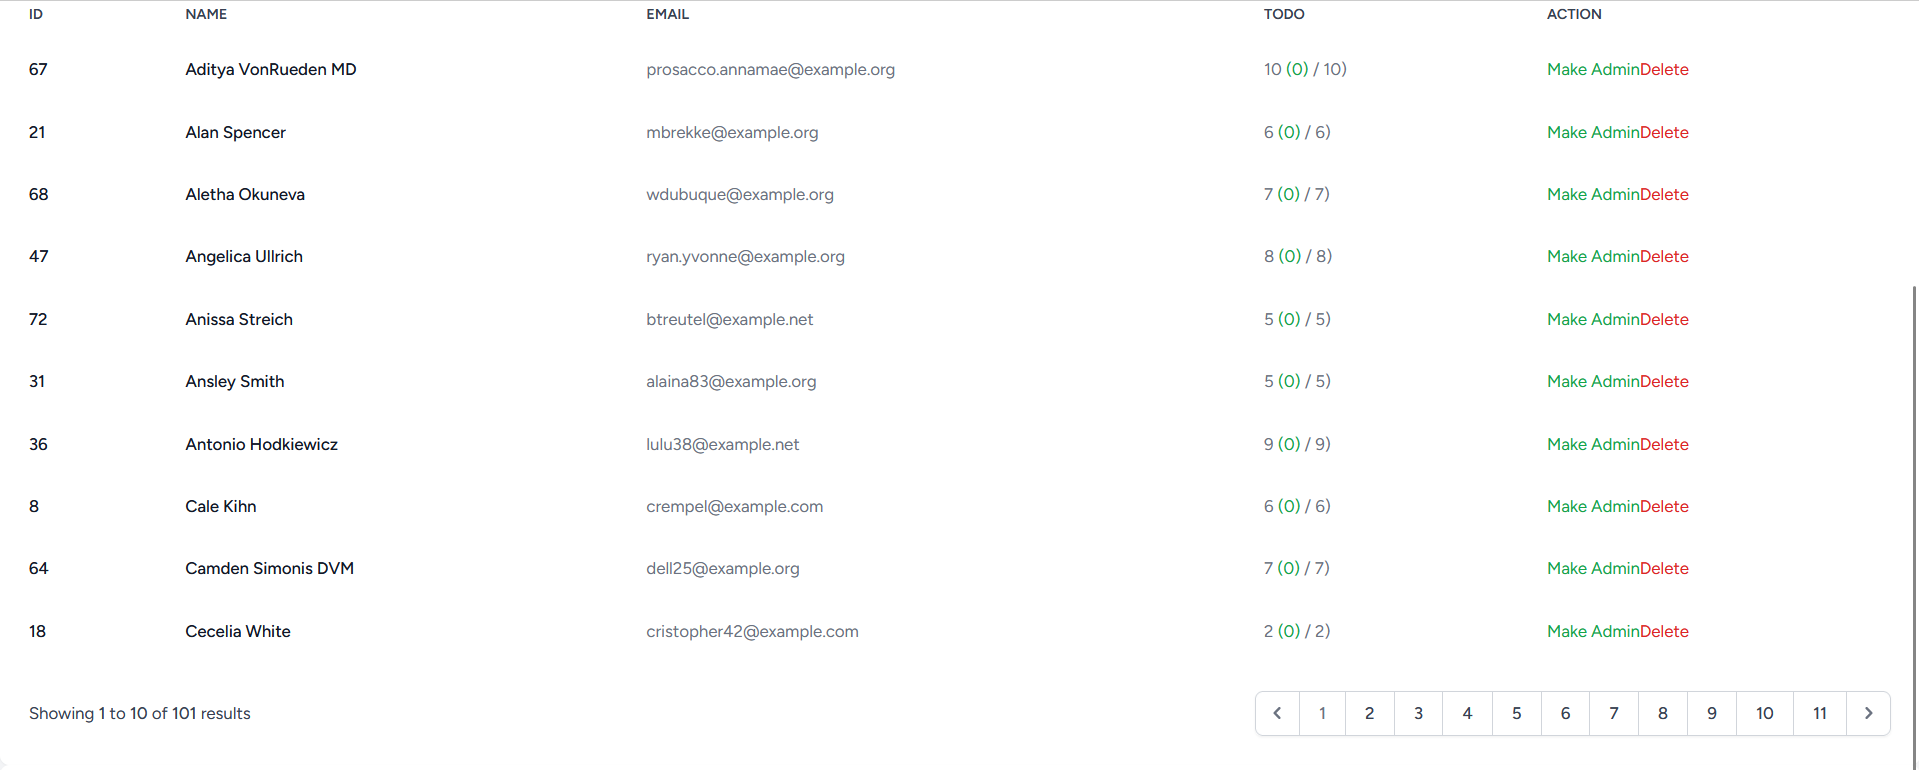 ID NAME EMAIL TODO ACTION
67 Aditya VonRueden MD prosacco.annamae@example.org 10 (0) / 10) Make AdminDelete
21 Alan Spencer mbrekke@example.org 6 (0) / 6) Make AdminDelete
68 Aletha Okuneva wdubuque@example.org 7 (0) / 7) Make AdminDelete
47 Angelica Ullrich ryan.yvonne@example.org 8 (0) / 8) Make AdminDelete
72 Anissa Streich btreutel@example.net 5 (0) / 5) Make AdminDelete
31 Ansley Smith alaina83@example.org 5 (0) / 5) Make AdminDelete
36 Antonio Hodkiewicz lulu38@example.net 9 (0) / 9) Make AdminDelete
8 Cale Kihn crempel@example.com 6 (0) / 6) Make AdminDelete
64 Camden Simonis DVM dell25@example.org 7 (0) / 7) Make AdminDelete
18 Cecelia White cristopher42@example.com 2 (0) / 2) Make AdminDelete
Showing 1 to 10 of 101 results 1 2 3 4 5 6 7 8 9 10 11